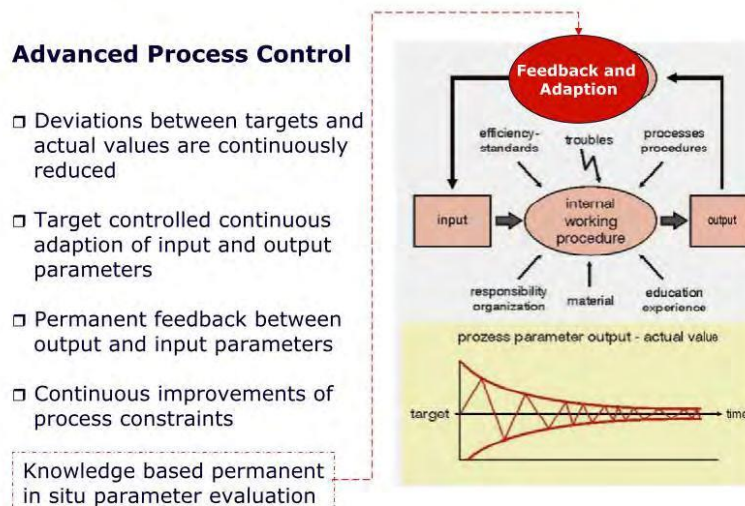 Advanced Process Control
❒ Deviations between targets and
actual values are continuously
reduced
❒ Target controlled continuous
adaption of input and output
parameters
❒ Permanent feedback between
output and input parameters
❒ Continuous improvements of
process constraints
Knowledge based permanent
in situ parameter evaluation
Feedback and
Adaption
efficiency-
standards
troubles
processes
procedures
input
internal
working
procedure
output
responsibility
organization
material
education
experience
prozess parameter output - actual value
target
time